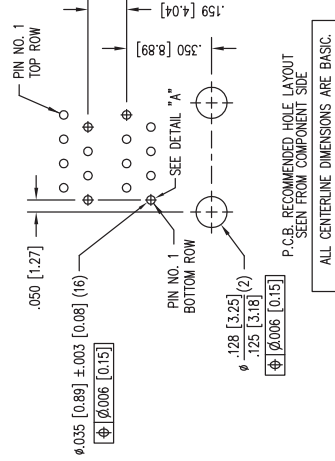 .159 [4.04]
PIN NO. 1
TOP ROW
.350 [8.89]
.050 [1.27]
SEE DETAIL "A"
ø.035 [0.89] ±.003 [0.08] (16)
⌖ Ø.006 [0.15]
PIN NO. 1
BOTTOM ROW
ø .128 [3.25] (2)
.125 [3.18]
⌖ Ø.006 [0.15]
P.C.B. RECOMMENDED HOLE LAYOUT
SEEN FROM COMPONENT SIDE
ALL CENTERLINE DIMENSIONS ARE BASIC.